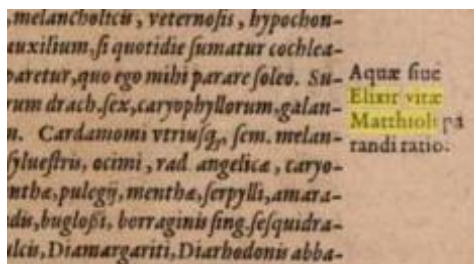 melancholicis, veternosis, hypochon-
auxilium, si quotidie sumatur cochlea-
paretur, quo ego mihi parare soleo. Su-
rum drach. sex, caryophyllorum, galan-
n. Cardamomi vtriusq;, sem. melan-
sylvestris, ocimi, rad. angelicæ, caryo-
nthæ, pulegij, menthæ, serpylli, amara-
dis, buglossi, borraginis sing. sesquidra-
ulcis, Diamargariti, Diarhodonis abba-
Aquæ siue
Elixir vitæ
Matthioli pa
randi ratio.